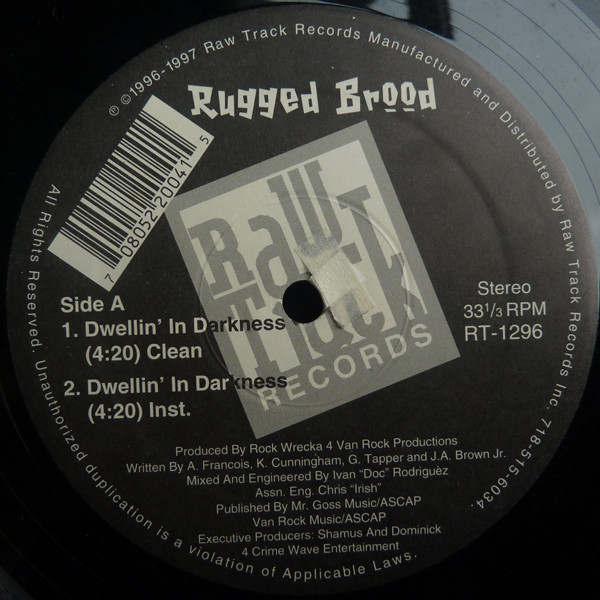 ℗ ©1996-1997 Raw Track Records Manufactured and Distributed by Raw Track Records Inc. 718-515-6034.
Rugged Brood
7 08052 20041 5
Raw
Track
RECORDS
Stereo
33 1/3 RPM
RT-1296
Side A
1. Dwellin' In Darkness
(4:20) Clean
2. Dwellin' In Darkness
(4:20) Inst.
Produced By Rock Wrecka 4 Van Rock Productions
Written By A. Francois, K. Cunningham, G. Tapper and J.A. Brown Jr.
Mixed And Engineered By Ivan "Doc" Rodriguèz
Assn. Eng. Chris "Irish"
Published By Mr. Goss Music/ASCAP
Van Rock Music/ASCAP
Executive Producers: Shamus And Dominick
4 Crime Wave Entertainment
All Rights Reserved. Unauthorized duplication is a violation of Applicable Laws.